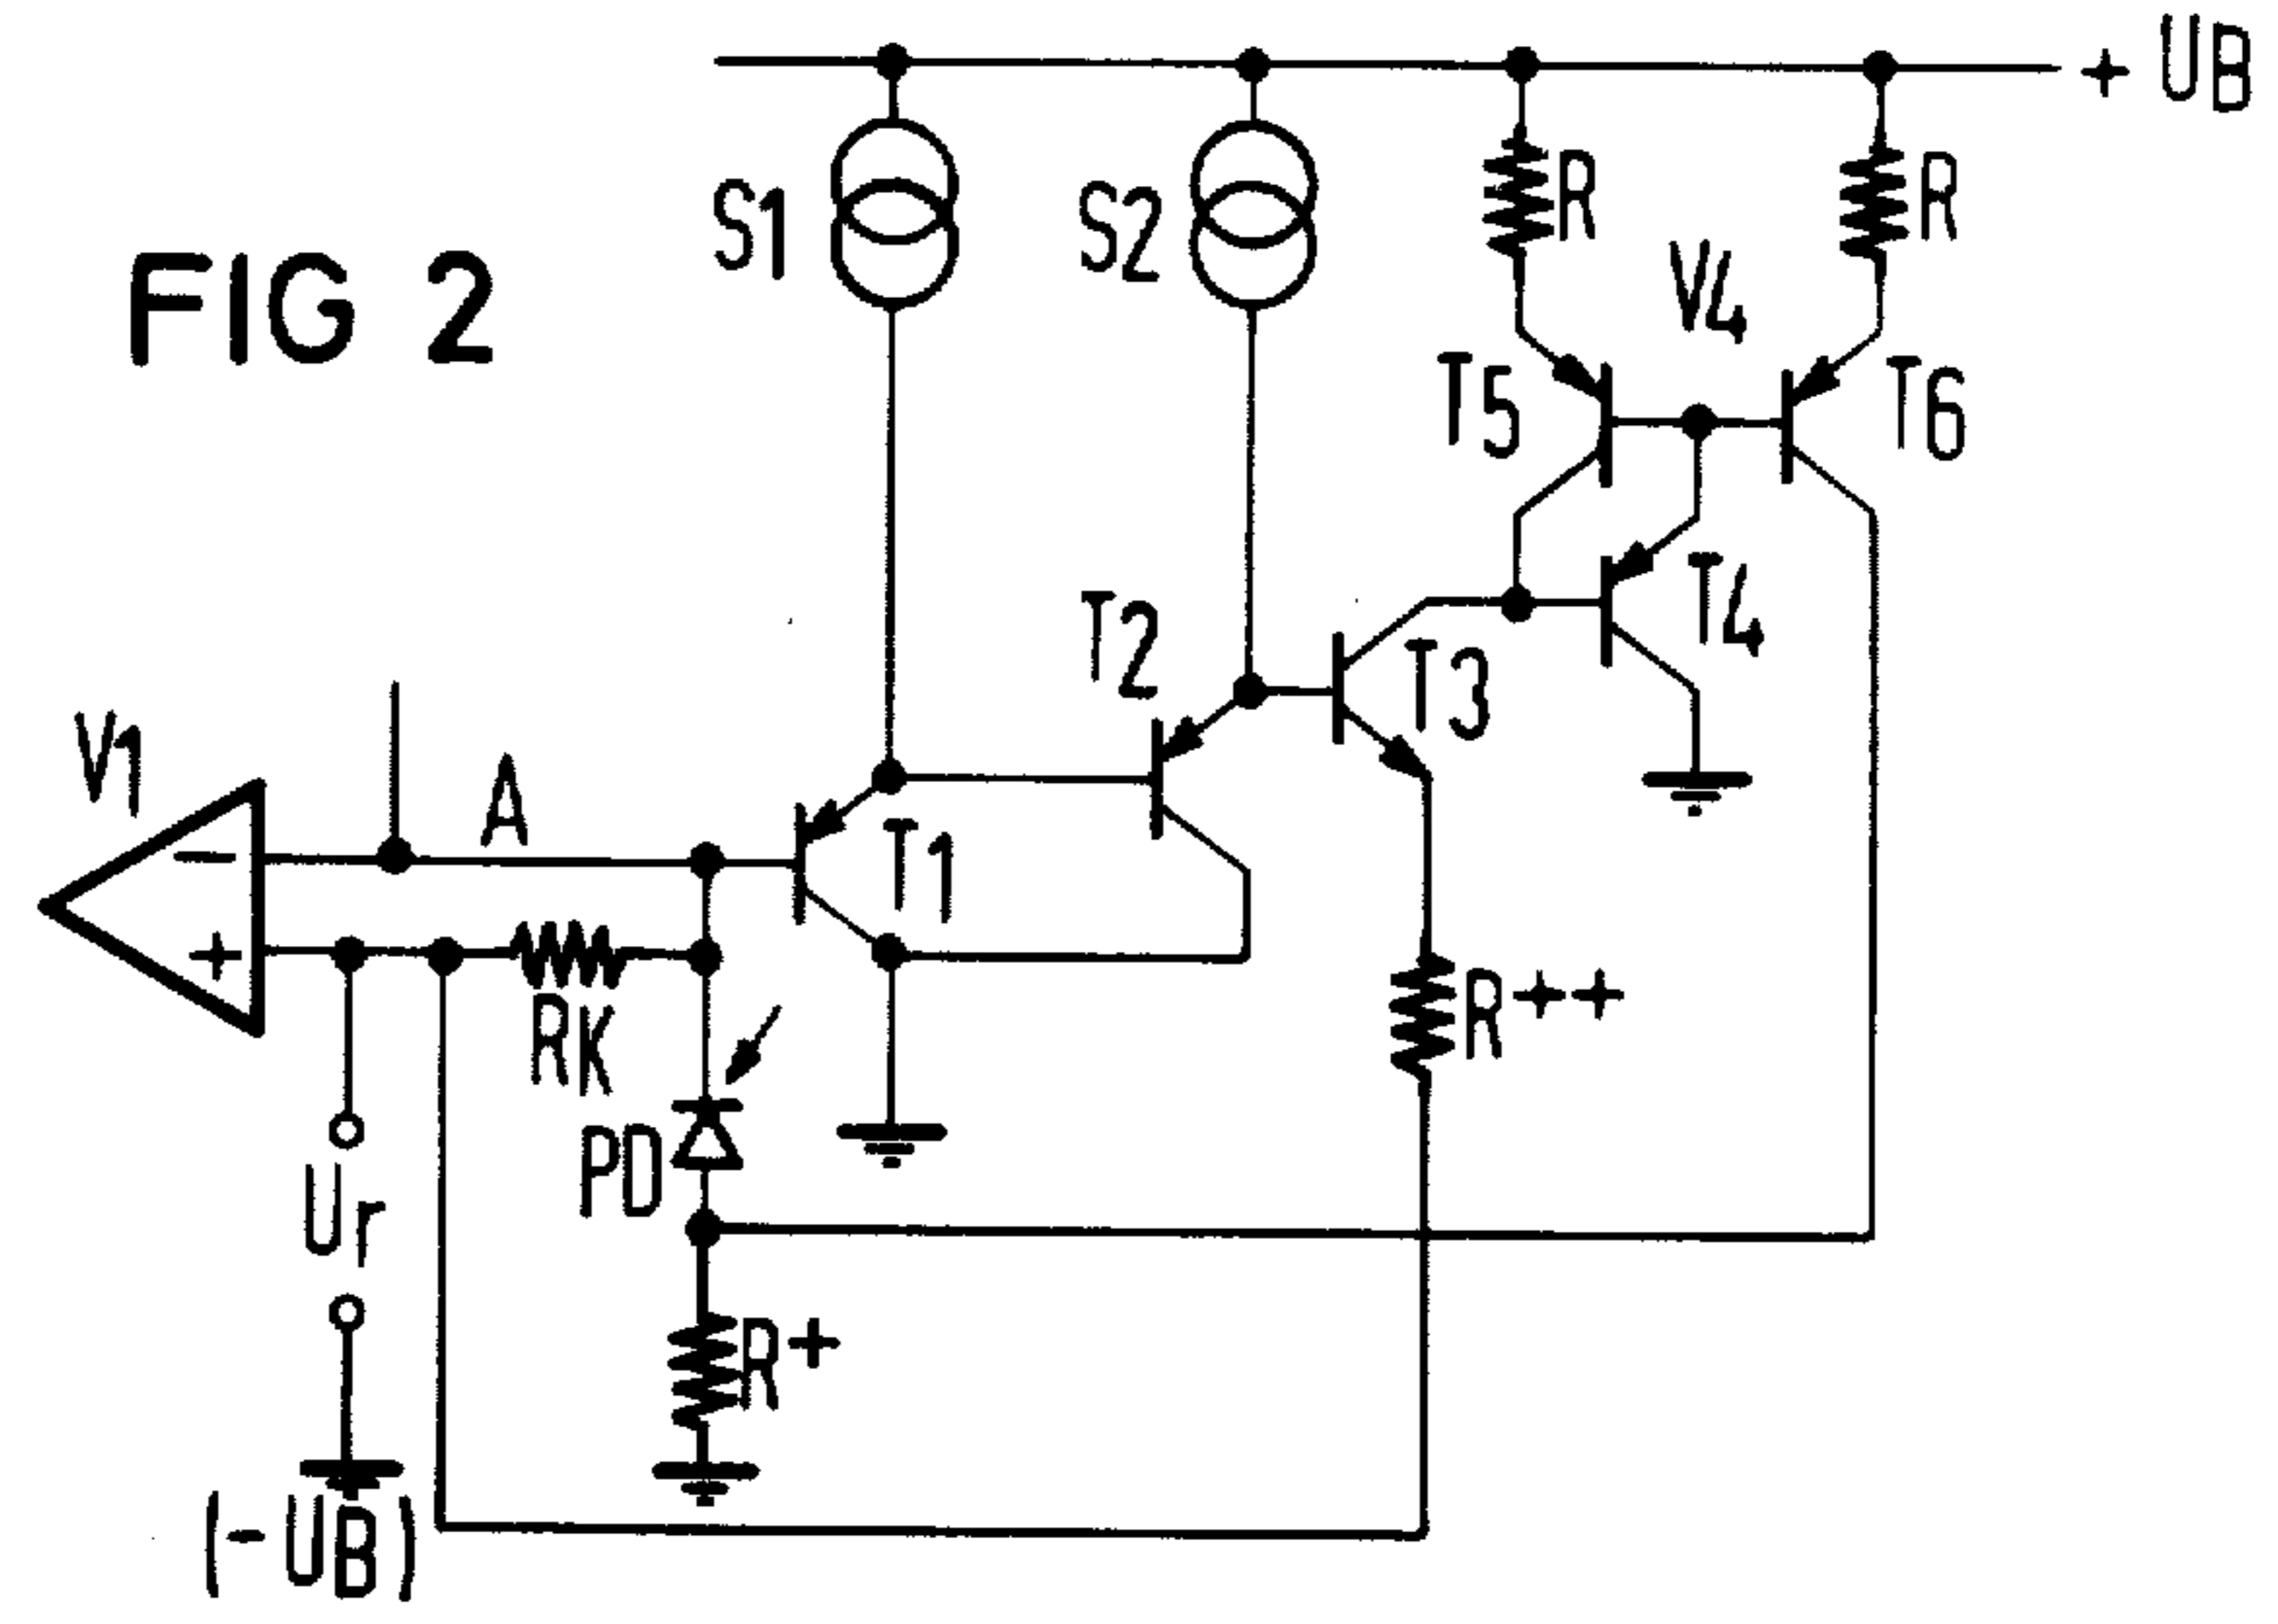 + UB
S1
S2
R
R
V4
FIG 2
T5
T6
T4
T2
T3
V1
A
T1
−
+
RK
R++
PD
Ur
R+
(-UB)